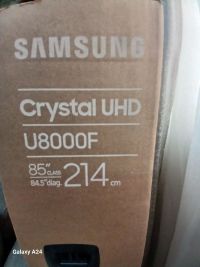 SAMSUNG
Crystal UHD
U8000F
85" CLASS
84.5" diag. 214 cm
Galaxy A24